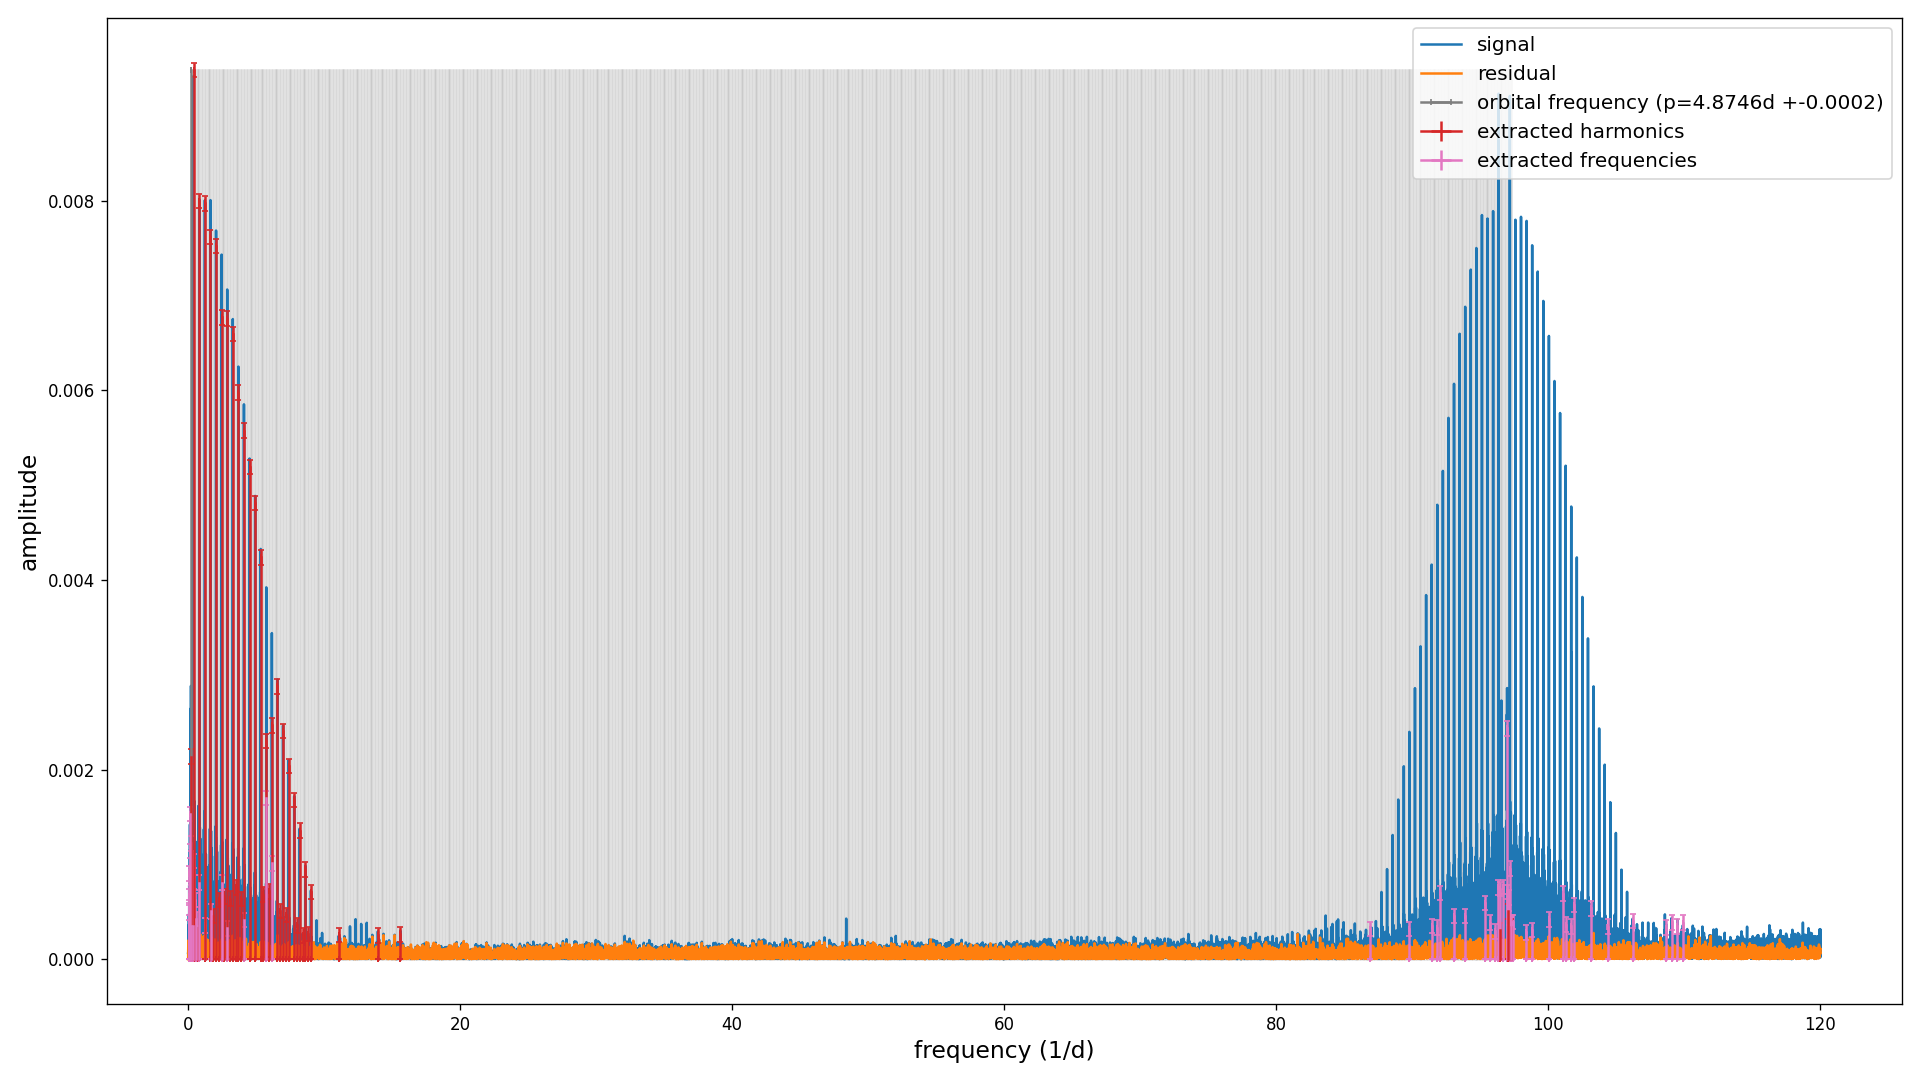 signal
residual
orbital frequency (p=4.8746d +-0.0002)
extracted harmonics
extracted frequencies
amplitude
0.008
0.006
0.004
0.002
0.000
0 20 40 60 80 100 120
frequency (1/d)